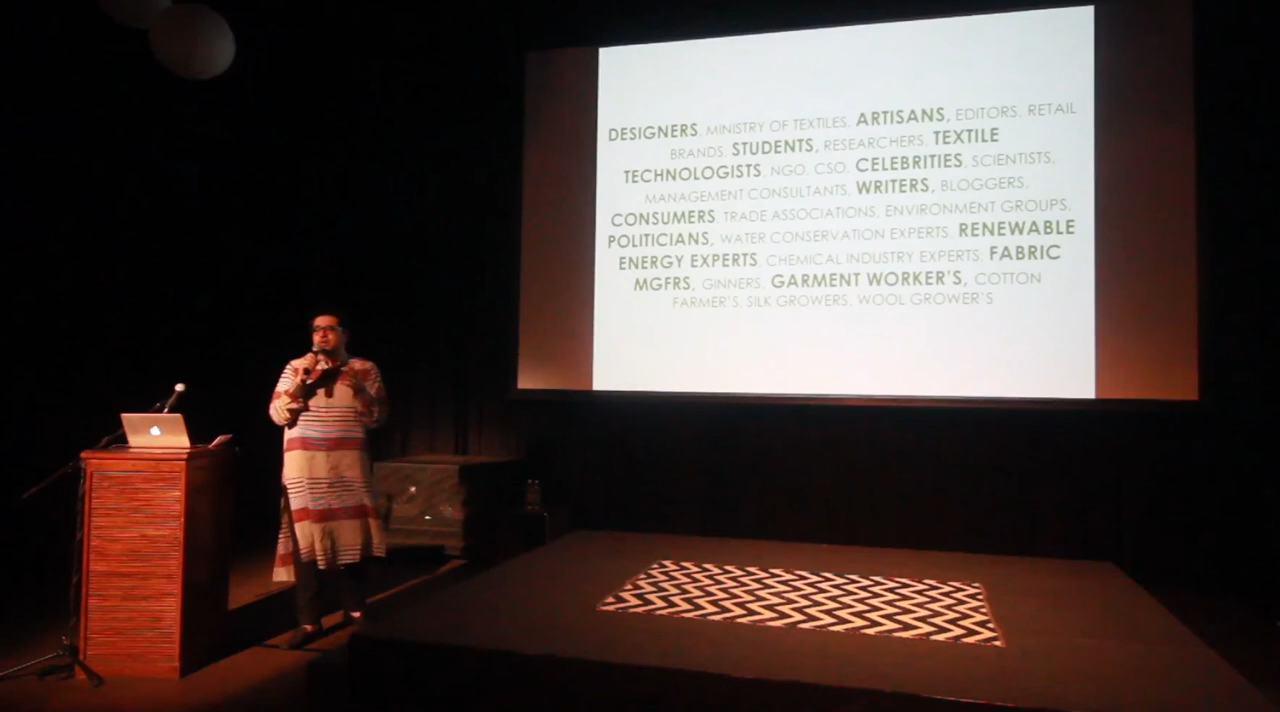 DESIGNERS, MINISTRY OF TEXTILES, ARTISANS, EDITORS, RETAIL
BRANDS, STUDENTS, RESEARCHERS, TEXTILE
TECHNOLOGISTS, NGO, CSO, CELEBRITIES, SCIENTISTS,
MANAGEMENT CONSULTANTS, WRITERS, BLOGGERS,
CONSUMERS, TRADE ASSOCIATIONS, ENVIRONMENT GROUPS,
POLITICIANS, WATER CONSERVATION EXPERTS, RENEWABLE
ENERGY EXPERTS, CHEMICAL INDUSTRY EXPERTS, FABRIC
MGFRS, GINNERS, GARMENT WORKER'S, COTTON
FARMER'S, SILK GROWERS, WOOL GROWER'S